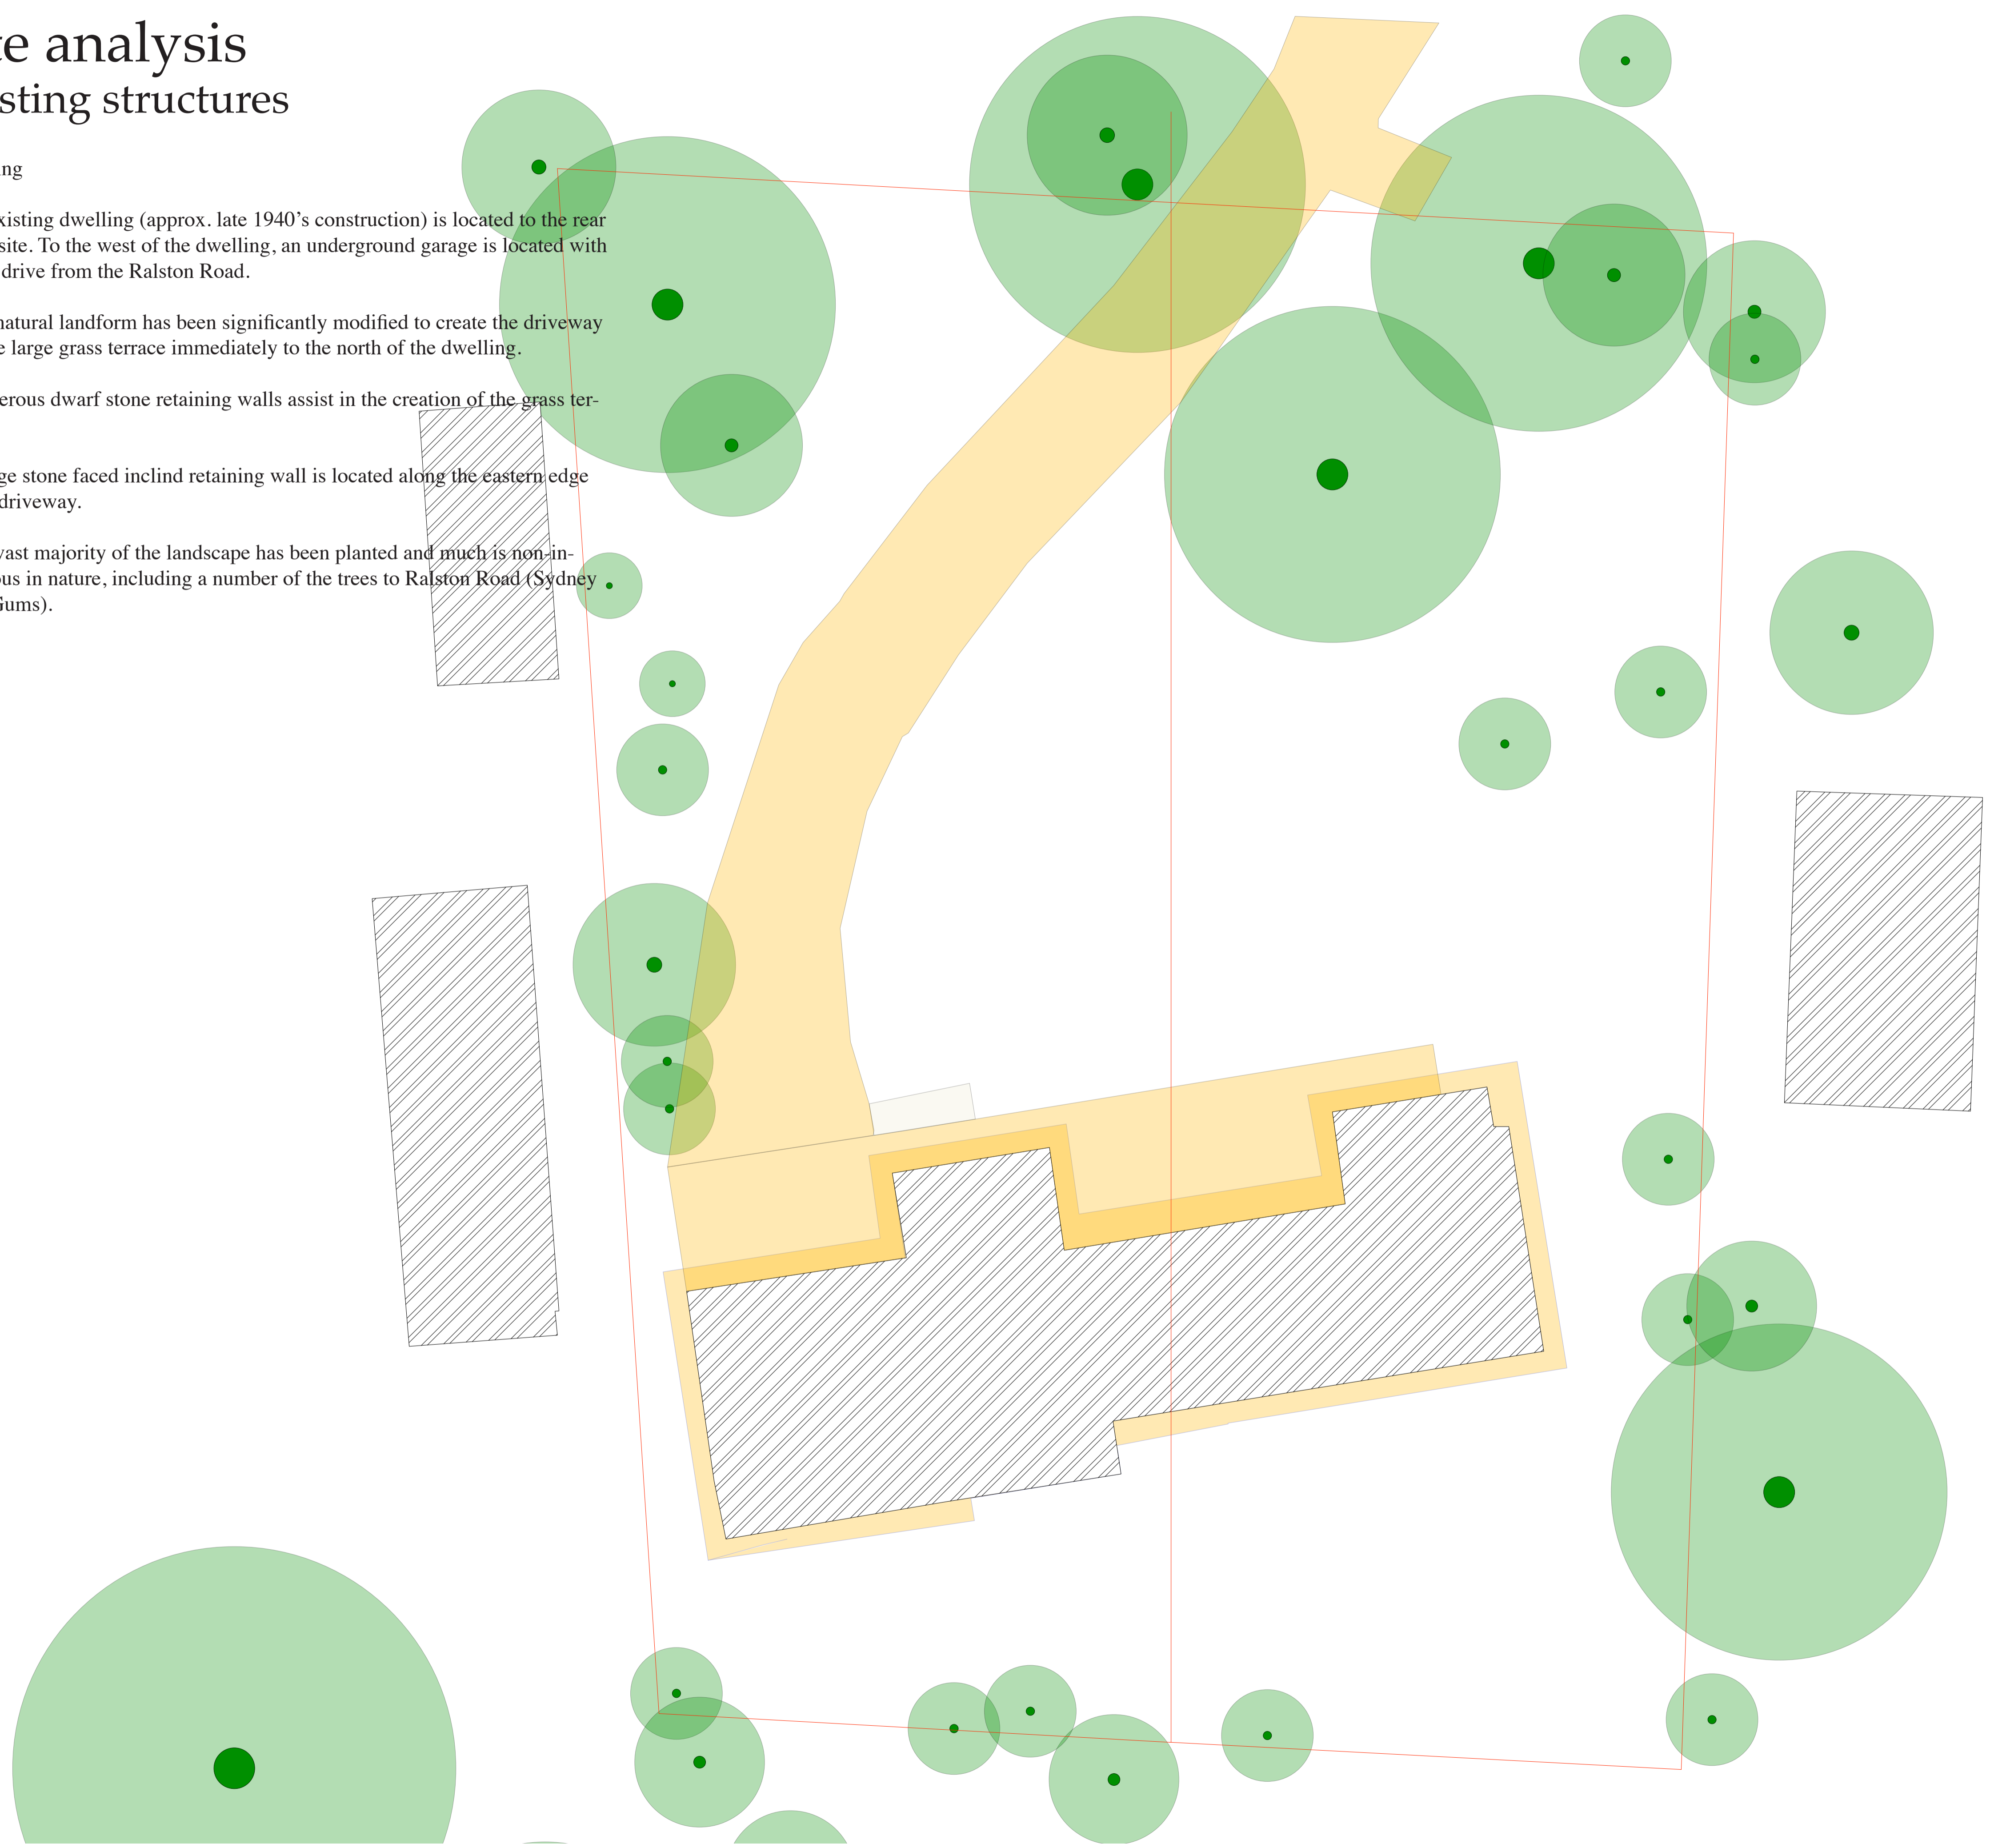 te analysis
sting structures
ng
xisting dwelling (approx. late 1940’s construction) is located to the rear
site. To the west of the dwelling, an underground garage is located with
drive from the Ralston Road.
natural landform has been significantly modified to create the driveway
e large grass terrace immediately to the north of the dwelling.
erous dwarf stone retaining walls assist in the creation of the grass ter-
ge stone faced inclind retaining wall is located along the eastern edge
driveway.
vast majority of the landscape has been planted and much is non-in-
ous in nature, including a number of the trees to Ralston Road (Sydney
Gums).